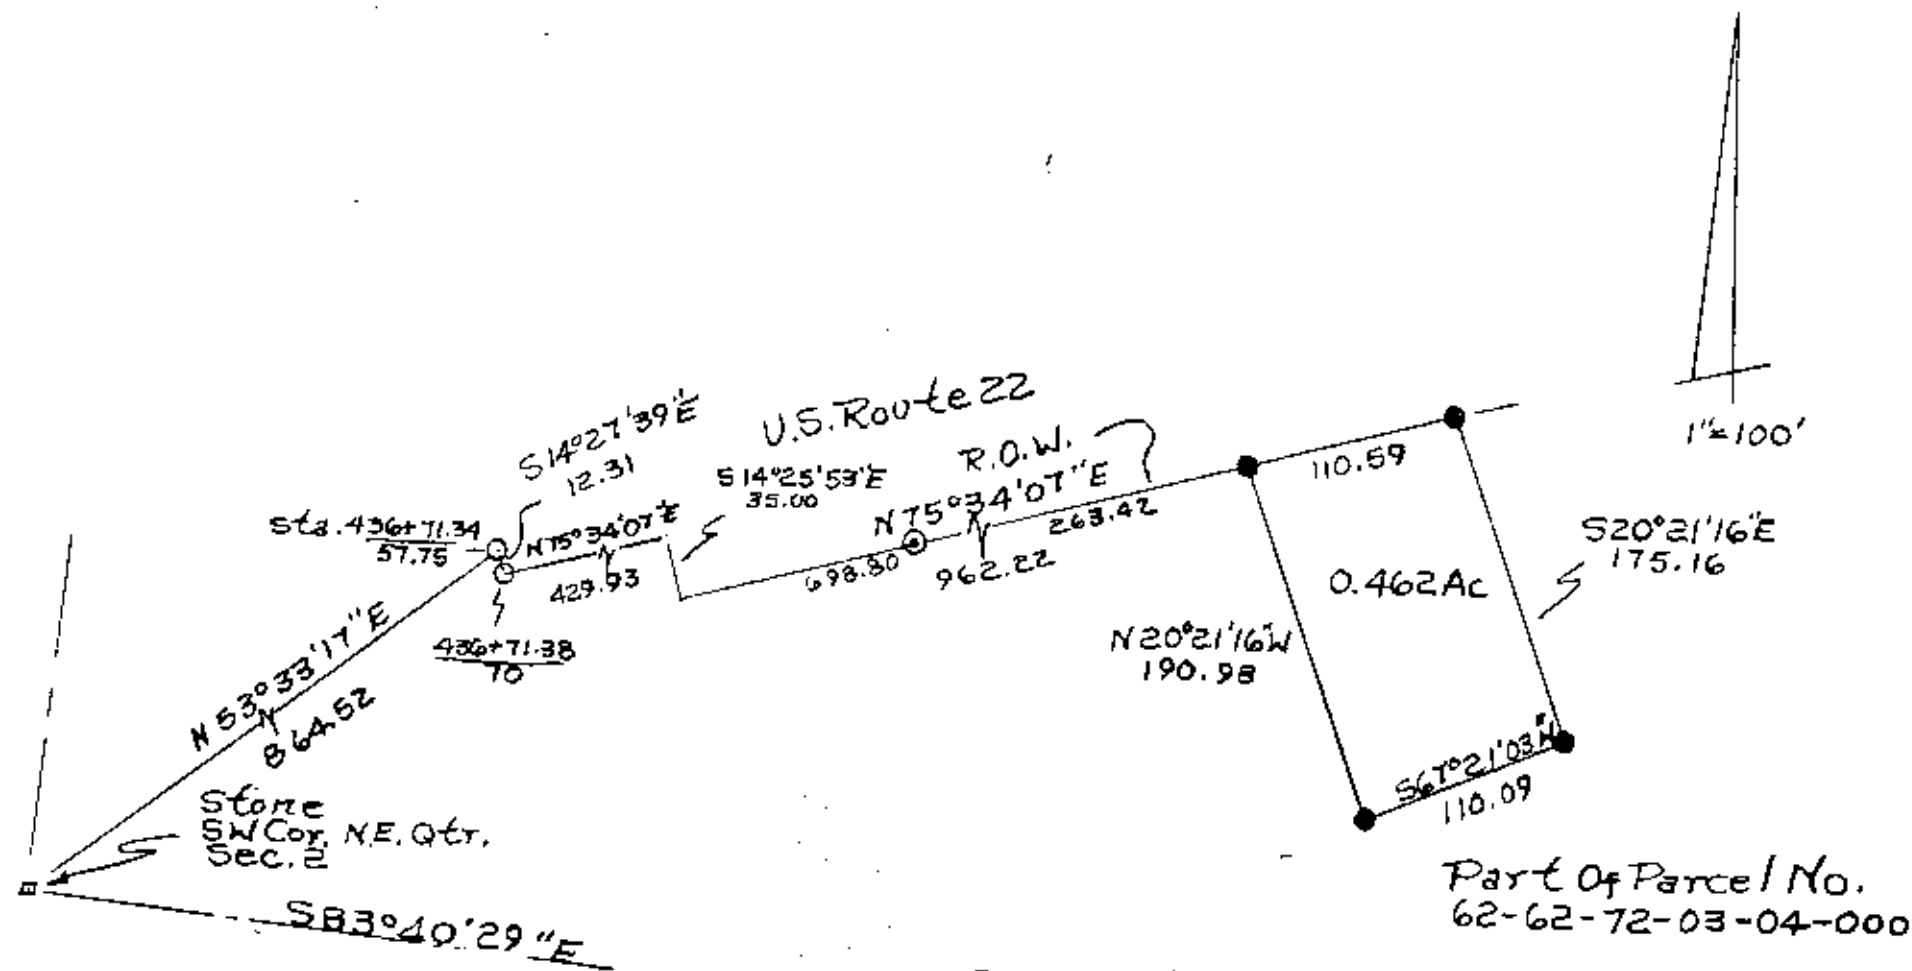 1"=100'
U.S. Route 22
S14°27'39"E
12.31
R.O.W.
S14°25'53"E
35.00
110.59
Sta. 436+71.34
57.75
N75°34'07"E
429.93
N75°34'07"E
263.42
698.80
962.22
436+71.38
70
S20°21'16"E
175.16
0.462Ac
N20°21'16"W
190.98
N53°33'17"E
864.52
S67°21'03"W
110.09
Stone
SW Cor. N.E. Qtr.
Sec. 2
S83°40'29"E
Part Of Parcel No.
62-62-72-03-04-000